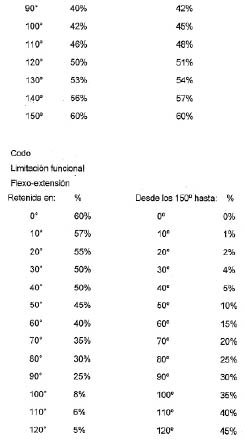 90° 40% 42%
100° 42% 45%
110° 46% 48%
120° 50% 51%
130° 53% 54%
140° 56% 57%
150° 60% 60%
Codo
Limitación funcional
Flexo-extensión
Retenida en: % Desde los 150º hasta: %
0° 60% 0º 0%
10° 57% 10º 1%
20° 55% 20º 2%
30° 50% 30º 4%
40° 50% 40º 5%
50° 45% 50º 10%
60° 40% 60º 15%
70° 35% 70º 20%
80° 30% 80º 25%
90° 25% 90º 30%
100° 8% 100º 35%
110° 6% 110º 40%
120° 5% 120º 45%